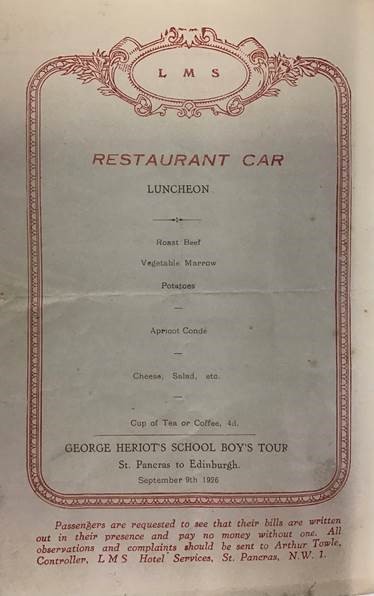 L M S
RESTAURANT CAR
LUNCHEON
Roast Beef
Vegetable Marrow
Potatoes
Apricot Condé
Cheese, Salad, etc.
Cup of Tea or Coffee, 4d.
GEORGE HERIOT'S SCHOOL BOY'S TOUR
St. Pancras to Edinburgh.
September 9th 1926
Passengers are requested to see that their bills are written
out in their presence and pay no money without one. All
observations and complaints should be sent to Arthur Towle,
Controller, L M S Hotel Services, St. Pancras, N.W. 1.